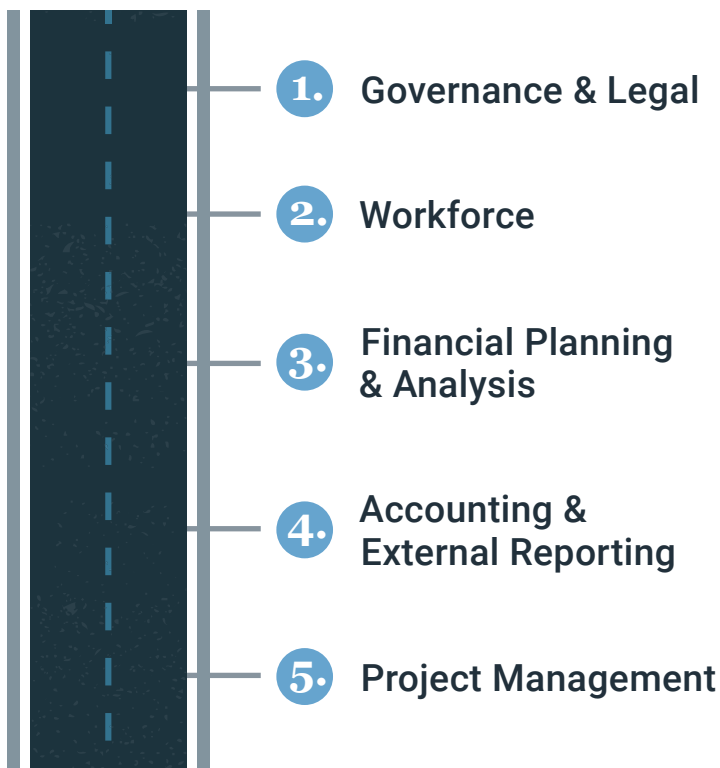 1. Governance & Legal
2. Workforce
3. Financial Planning
& Analysis
4. Accounting &
External Reporting
5. Project Management